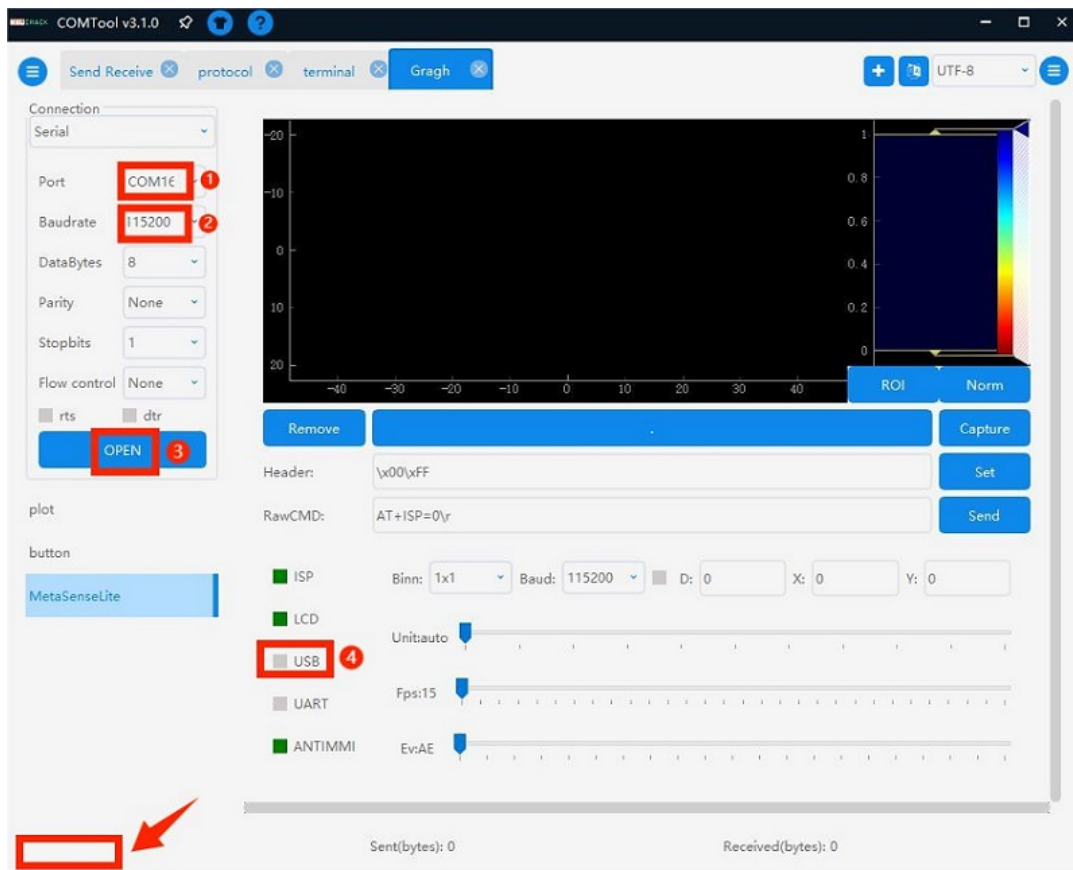 COMTool v3.1.0
Send Receive protocol terminal Gragh UTF-8
Connection
Serial
Port COM16 1
Baudrate 115200 2
DataBytes 8
Parity None
Stopbits 1
Flow control None
rts dtr
OPEN 3
plot
button
MetaSenseLite
-20
-10
0
10
20
-40 -30 -20 -10 0 10 20 30 40
1
0.8
0.6
0.4
0.2
0
ROI Norm
Remove . Capture
Header: \x00\xFF Set
RawCMD: AT+ISP=0\r Send
ISP Binn: 1x1 Baud: 115200 D: 0 X: 0 Y: 0
LCD
Unit:auto
USB 4
Fps:15
UART
ANTIMMI Ev:AE
Sent(bytes): 0 Received(bytes): 0